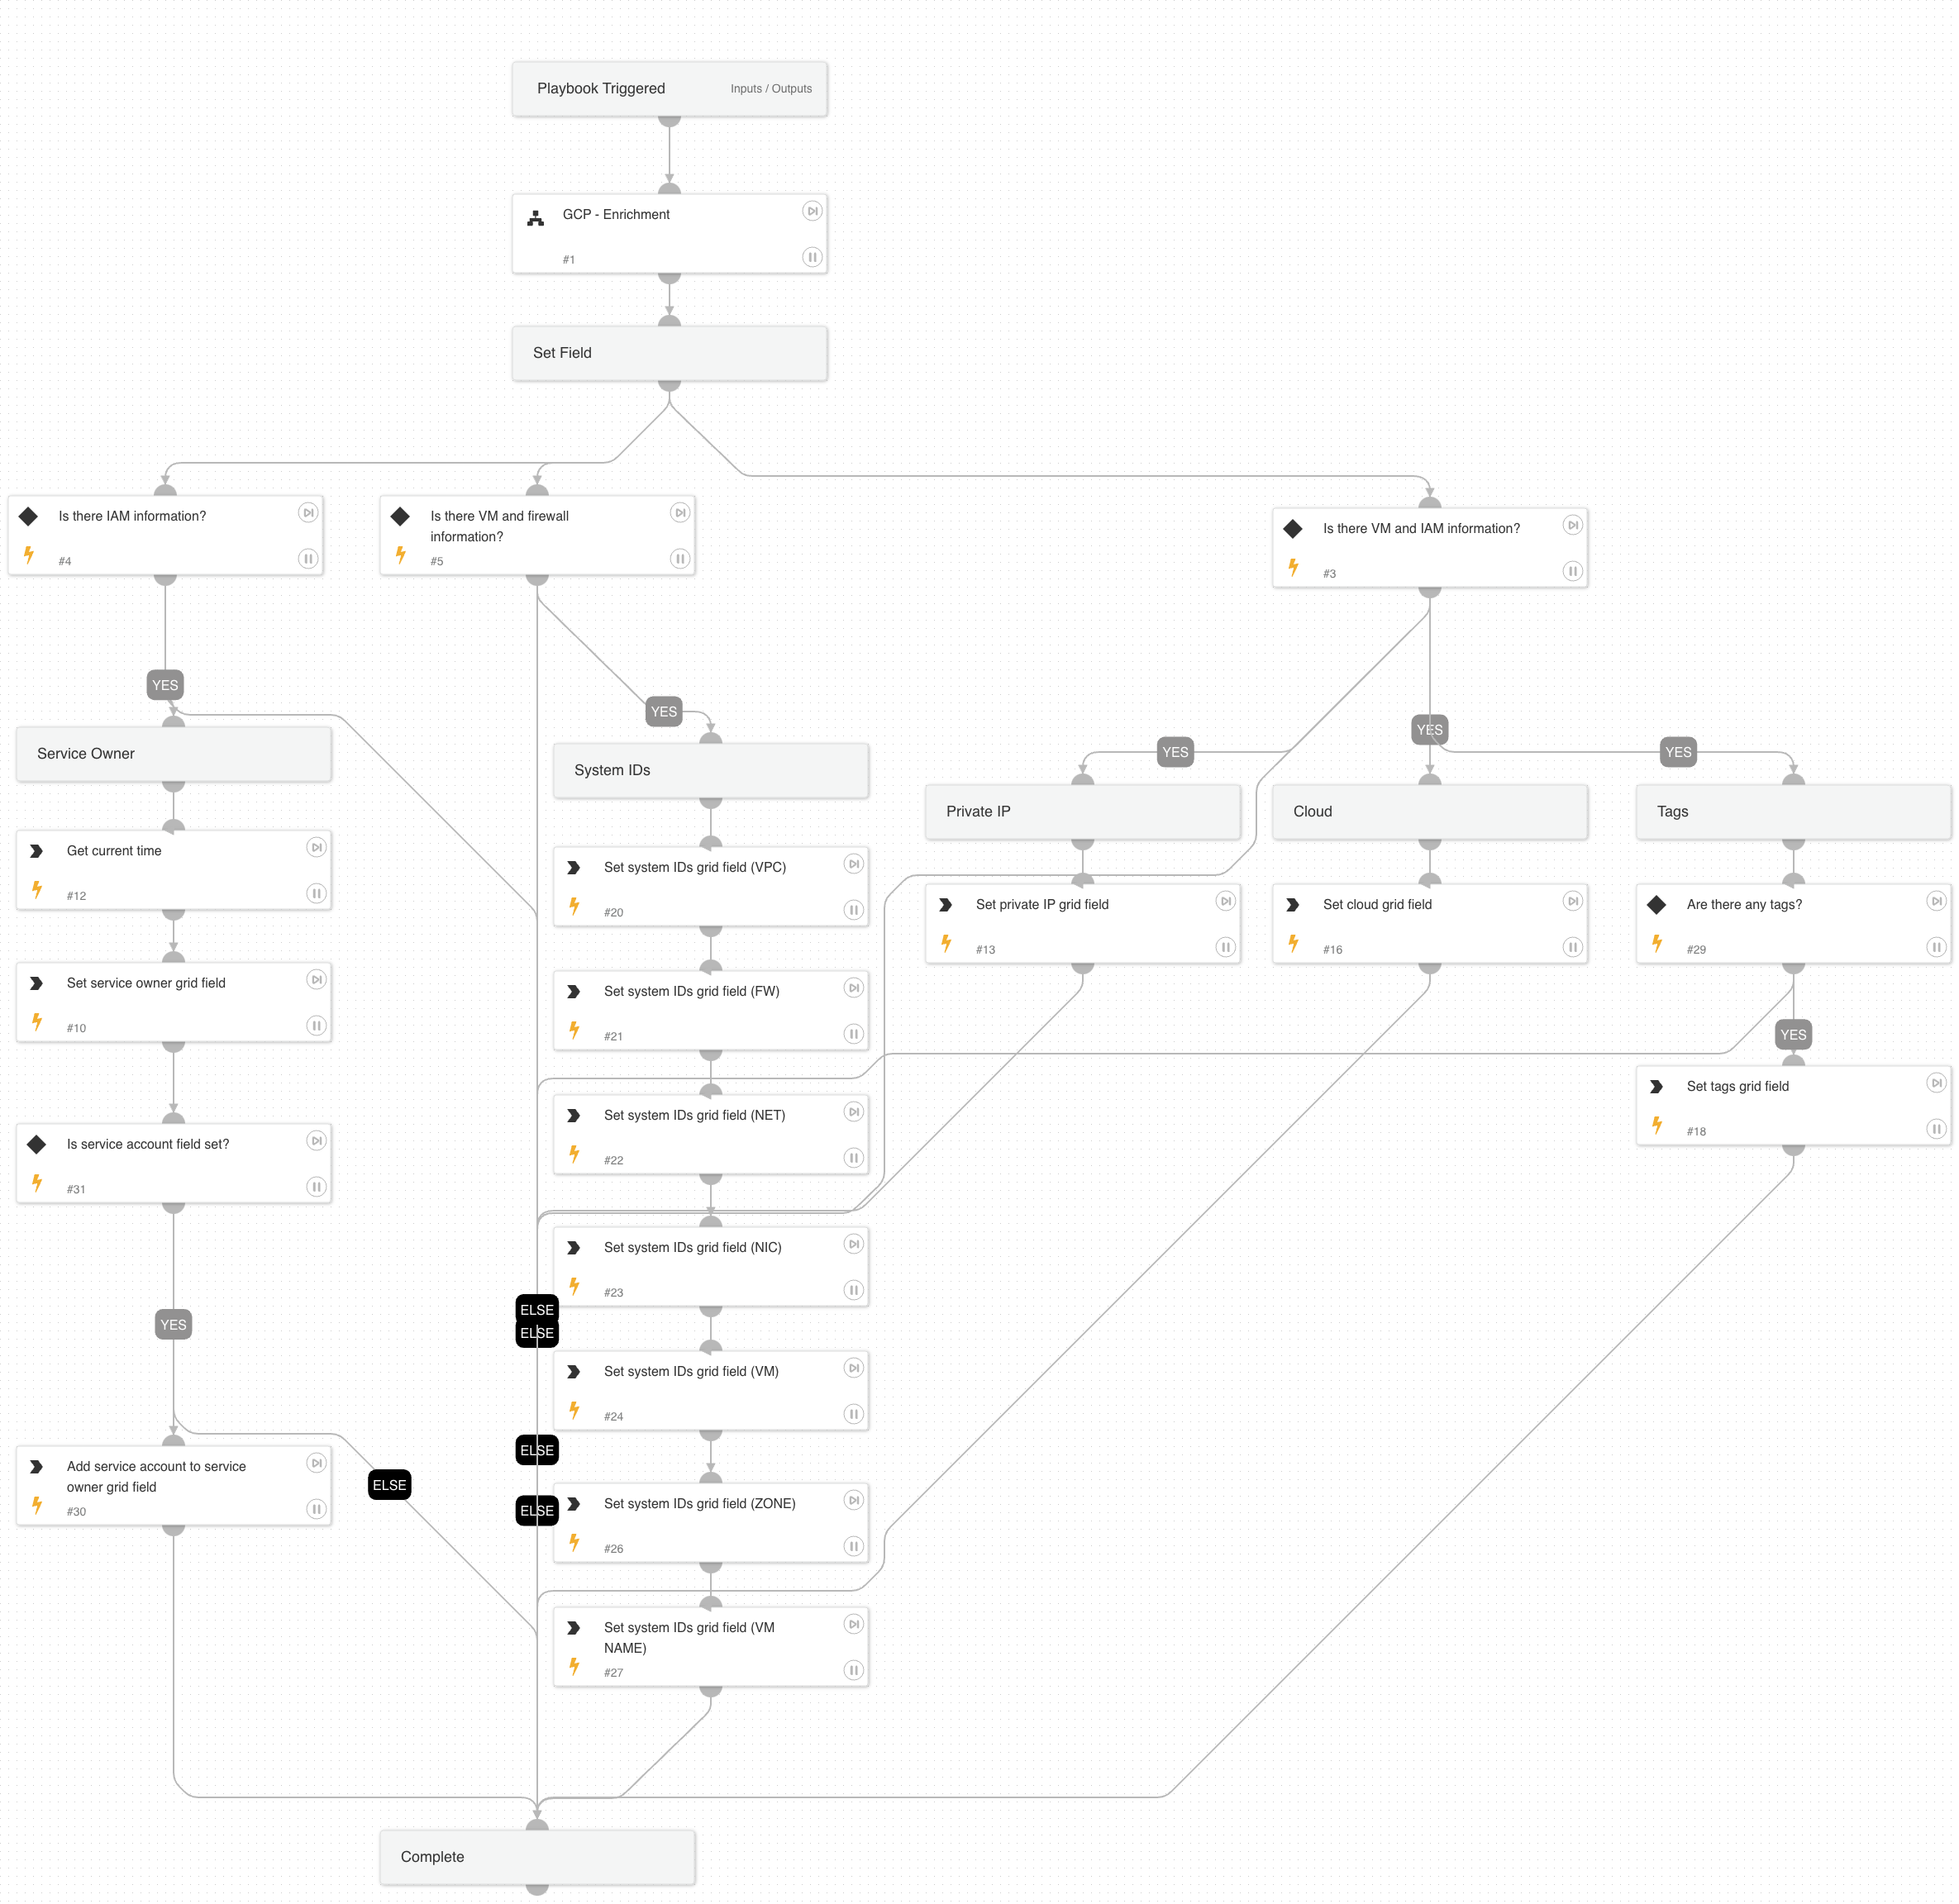 Playbook Triggered
Inputs / Outputs
GCP - Enrichment
#1
Set Field
Is there IAM information?
#4
Is there VM and firewall
information?
#5
Is there VM and IAM information?
#3
YES
YES
YES
YES
YES
Service Owner
System IDs
Private IP
Cloud
Tags
Get current time
#12
Set system IDs grid field (VPC)
#20
Set private IP grid field
#13
Set cloud grid field
#16
Are there any tags?
#29
Set service owner grid field
#10
Set system IDs grid field (FW)
#21
YES
Set tags grid field
#18
Is service account field set?
#31
Set system IDs grid field (NET)
#22
Set system IDs grid field (NIC)
#23
YES
ELSE
ELSE
Set system IDs grid field (VM)
#24
ELSE
Add service account to service
owner grid field
#30
ELSE
ELSE
Set system IDs grid field (ZONE)
#26
Set system IDs grid field (VM
NAME)
#27
Complete